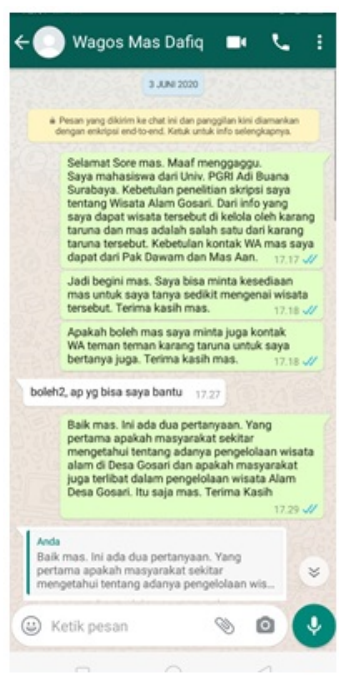 Wagos Mas Dafiq
3 JUNI 2020
Pesan yang dikirim ke chat ini dan panggilan kini diamankan
dengan enkripsi end-to-end. Ketuk untuk info selengkapnya.
Selamat Sore mas. Maaf menggaggu.
Saya mahasiswa dari Univ. PGRI Adi Buana
Surabaya. Kebetulan penelitian skripsi saya
tentang Wisata Alam Gosari. Dari info yang
saya dapat wisata tersebut di kelola oleh karang
taruna dan mas adalah salah satu dari karang
taruna tersebut. Kebetulan kontak WA mas saya
dapat dari Pak Dawam dan Mas Aan. 17.17
Jadi begini mas. Saya bisa minta kesediaan
mas untuk saya tanya sedikit mengenai wisata
tersebut. Terima kasih mas. 17.18
Apakah boleh mas saya minta juga kontak
WA teman teman karang taruna untuk saya
bertanya juga. Terima kasih mas. 17.18
boleh2, ap yg bisa saya bantu 17.27
Baik mas. Ini ada dua pertanyaan. Yang
pertama apakah masyarakat sekitar
mengetahui tentang adanya pengelolaan wisata
alam di Desa Gosari dan apakah masyarakat
juga terlibat dalam pengelolaan wisata Alam
Desa Gosari. Itu saja mas. Terima Kasih
17.29
Anda
Baik mas. Ini ada dua pertanyaan. Yang
pertama apakah masyarakat sekitar
mengetahui tentang adanya pengelolaan wis...
Ketik pesan